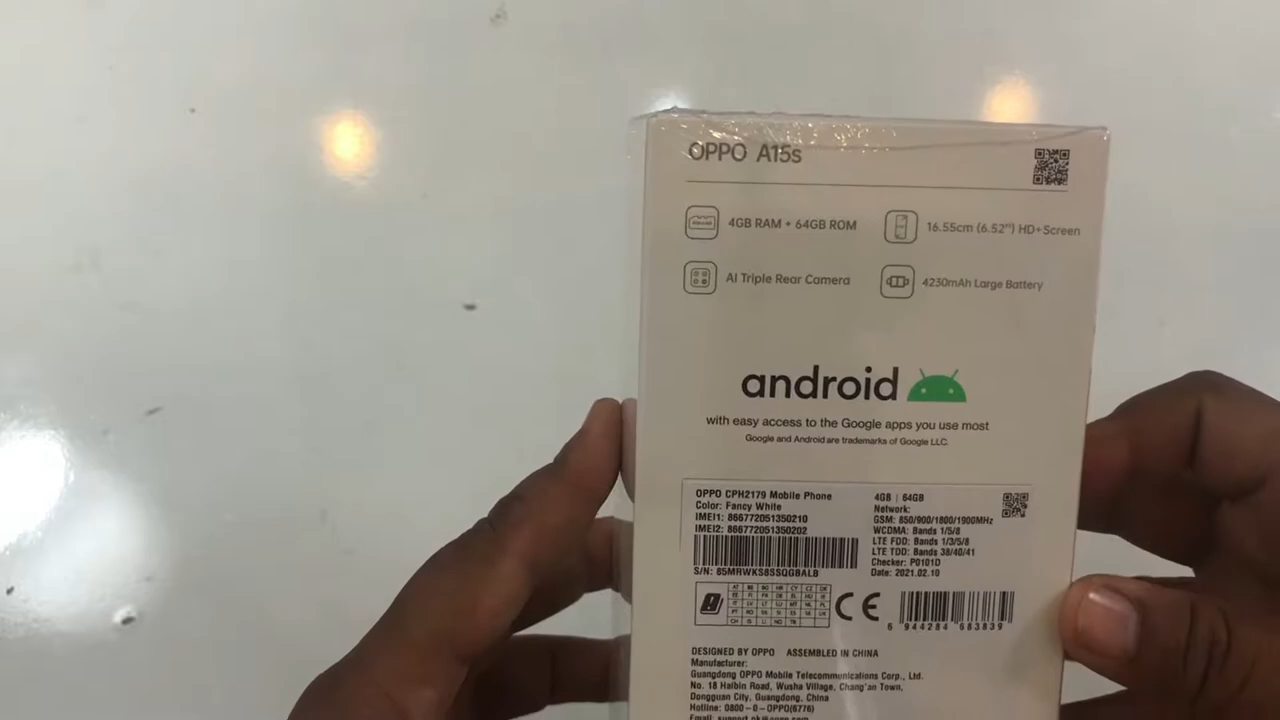 OPPO A15s
4GB RAM + 64GB ROM
16.55cm (6.52") HD+Screen
AI Triple Rear Camera
4230mAh Large Battery
android
with easy access to the Google apps you use most
Google and Android are trademarks of Google LLC.
OPPO CPH2179 Mobile Phone
Color: Fancy White
IMEI1: 866772051350210
IMEI2: 866772051350202
S/N: 65MRWKS8SSQG8ALB
4GB | 64GB
Network:
GSM: 850/900/1800/1900MHz
WCDMA: Bands 1/5/8
LTE FDD: Bands 1/3/5/8
LTE TDD: Bands 38/40/41
Checker: P0101D
Date: 2021.02.10
CE
6 944284 683839
DESIGNED BY OPPO ASSEMBLED IN CHINA
Manufacturer:
Guangdong OPPO Mobile Telecommunications Corp., Ltd.
No. 18 Haibin Road, Wusha Village, Chang'an Town,
Dongguan City, Guangdong, China
Hotline: 0800-0-OPPO(6776)